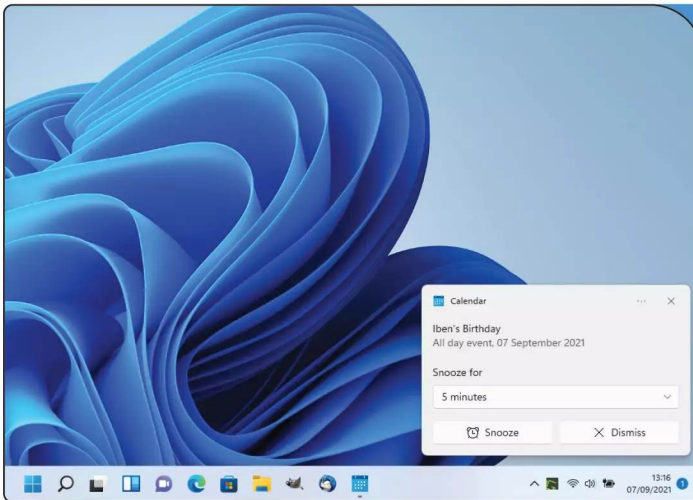 Calendar
Iben's Birthday
All day event, 07 September 2021
Snooze for
5 minutes
Snooze
Dismiss
13:16
07/09/2021
1